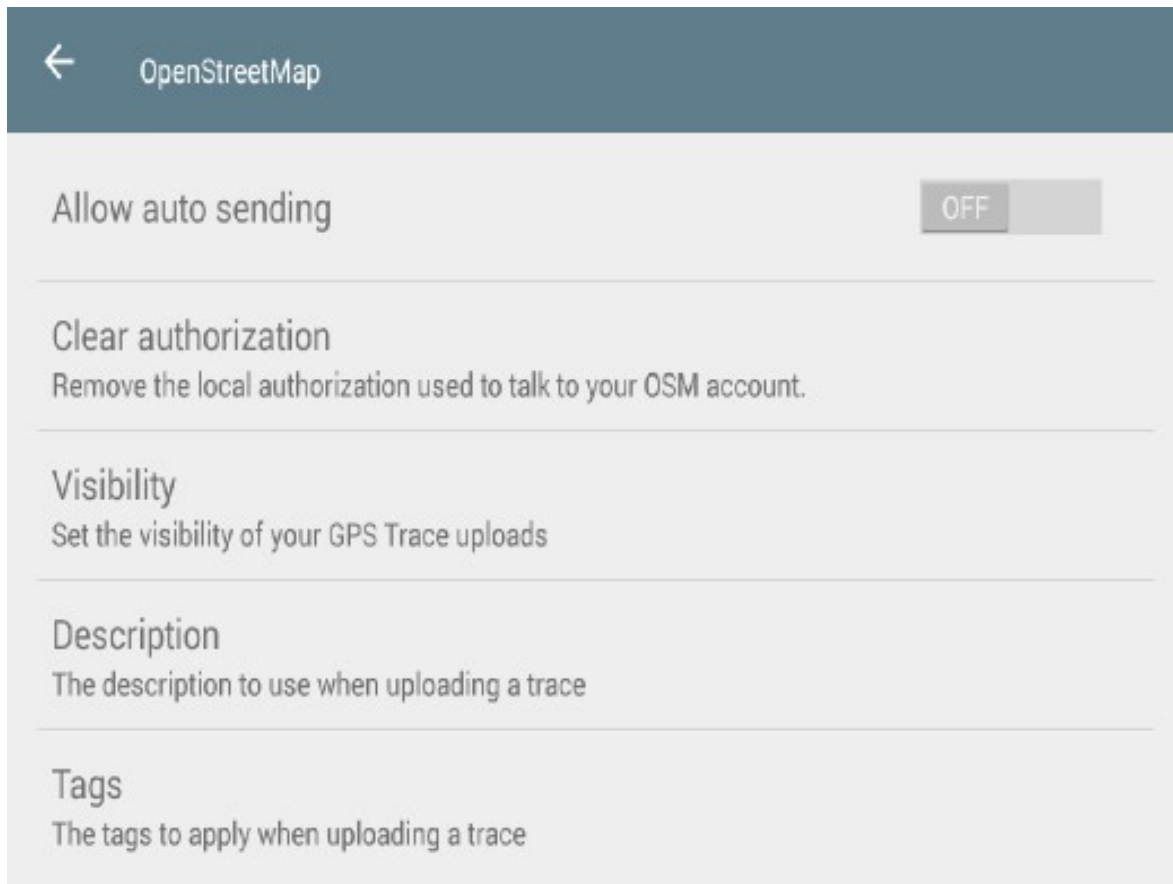 OpenStreetMap
Allow auto sending
OFF
Clear authorization
Remove the local authorization used to talk to your OSM account.
Visibility
Set the visibility of your GPS Trace uploads
Description
The description to use when uploading a trace
Tags
The tags to apply when uploading a trace